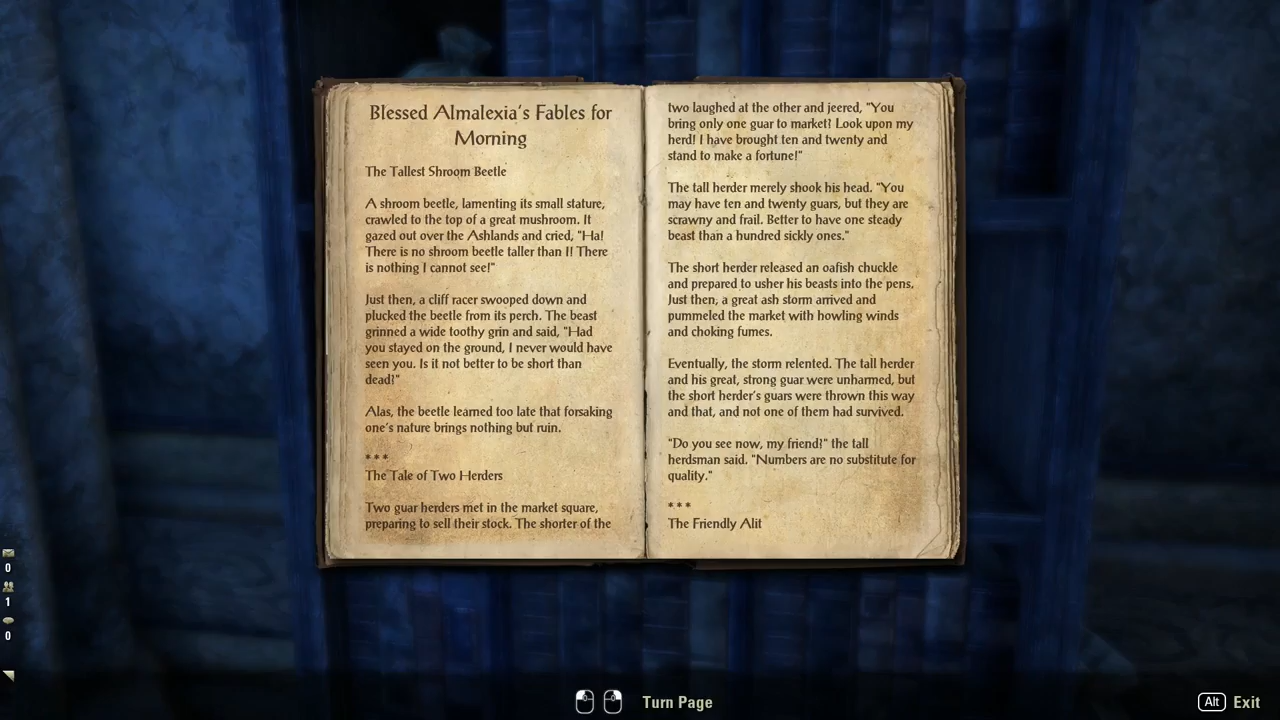 Blessed Almalexia's Fables for
Morning
The Tallest Shroom Beetle
A shroom beetle, lamenting its small stature,
crawled to the top of a great mushroom. It
gazed out over the Ashlands and cried, "Ha!
There is no shroom beetle taller than I! There
is nothing I cannot see!"
Just then, a cliff racer swooped down and
plucked the beetle from its perch. The beast
grinned a wide toothy grin and said, "Had
you stayed on the ground, I never would have
seen you. Is it not better to be short than
dead?"
Alas, the beetle learned too late that forsaking
one's nature brings nothing but ruin.
* * *
The Tale of Two Herders
Two guar herders met in the market square,
preparing to sell their stock. The shorter of the
two laughed at the other and jeered, "You
bring only one guar to market? Look upon my
herd! I have brought ten and twenty and
stand to make a fortune!"
The tall herder merely shook his head. "You
may have ten and twenty guars, but they are
scrawny and frail. Better to have one steady
beast than a hundred sickly ones."
The short herder released an oafish chuckle
and prepared to usher his beasts into the pens.
Just then, a great ash storm arrived and
pummeled the market with howling winds
and choking fumes.
Eventually, the storm relented. The tall herder
and his great, strong guar were unharmed, but
the short herder's guars were thrown this way
and that, and not one of them had survived.
"Do you see now, my friend?" the tall
herdsman said. "Numbers are no substitute for
quality."
* * *
The Friendly Alit
0
1
0
Turn Page
Alt Exit